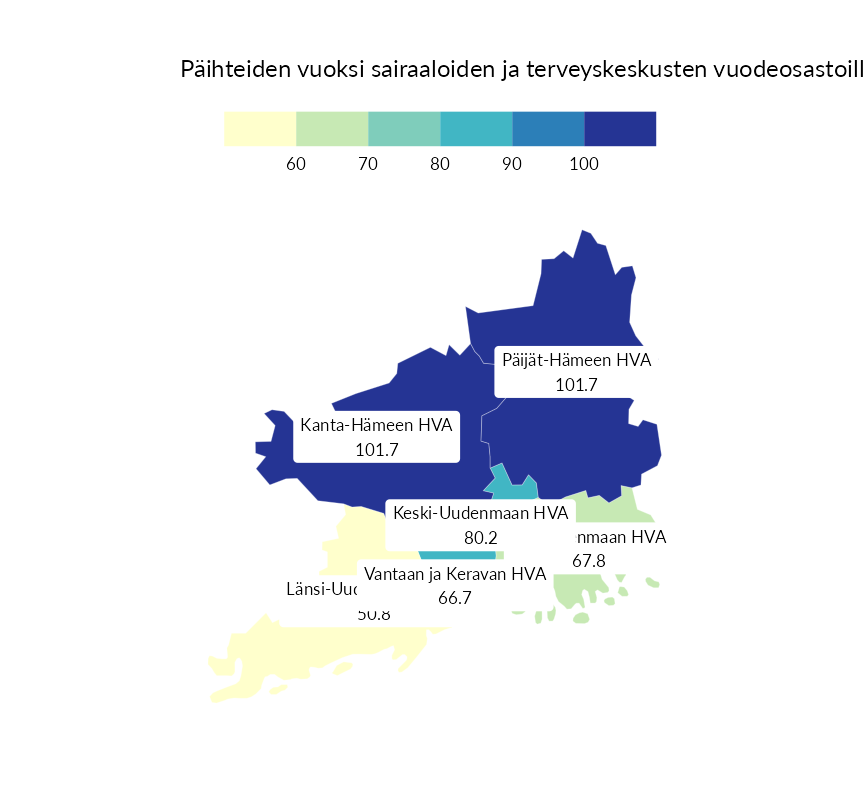 Päihteiden vuoksi sairaaloiden ja terveyskeskusten vuodeosastoill
60 70 80 90 100
Päijät-Hämeen HVA
101.7
Kanta-Hämeen HVA
101.7
Keski-Uudenmaan HVA
80.2
nmaan HVA
67.8
Vantaan ja Keravan HVA
66.7
Länsi-Uu
50.8